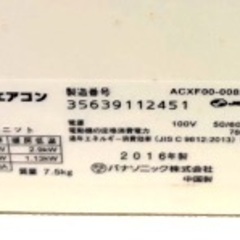 エアコン
製造番号 ACXF00-008
35639112451
ニット
電源 100V 50/60
電動機の定格消費電力 75
通年エネルギー消費効率 (JIS C 9612:2013)
2.9kW
1.13kW
2016年製
質量 7.5kg
パナソニック株式会社
中国製